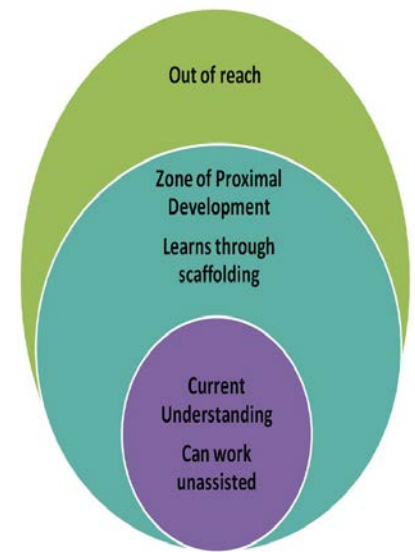 Out of reach
Zone of Proximal
Development
Learns through
scaffolding
Current
Understanding
Can work
unassisted